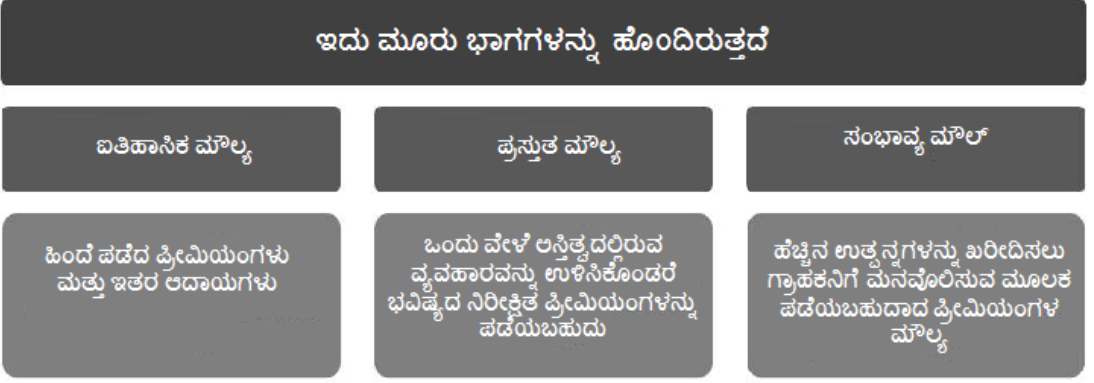 ಇದು ಮೂರು ಭಾಗಗಳನ್ನು ಹೊಂದಿರುತ್ತದೆ
ಐತಿಹಾಸಿಕ ಮೌಲ್ಯ
ಪ್ರಸ್ತುತ ಮೌಲ್ಯ
ಸಂಭಾವ್ಯ ಮೌಲ್
ಹಿಂದೆ ಪಡೆದ ಪ್ರೀಮಿಯಂಗಳು
ಮತ್ತು ಇತರ ಆದಾಯಗಳು
ಒಂದು ವೇಳೆ ಅಸ್ತಿತ್ವದಲ್ಲಿರುವ
ವ್ಯವಹಾರವನ್ನು ಉಳಿಸಿಕೊಂಡರೆ
ಭವಿಷ್ಯದ ನಿರೀಕ್ಷಿತ ಪ್ರೀಮಿಯಂಗಳನ್ನು
ಪಡೆಯಬಹುದು
ಹೆಚ್ಚಿನ ಉತ್ಪನ್ನಗಳನ್ನು ಖರೀದಿಸಲು
ಗ್ರಾಹಕನಿಗೆ ಮನವೊಲಿಸುವ ಮೂಲಕ
ಪಡೆಯಬಹುದಾದ ಪ್ರೀಮಿಯಂಗಳ
ಮೌಲ್ಯ